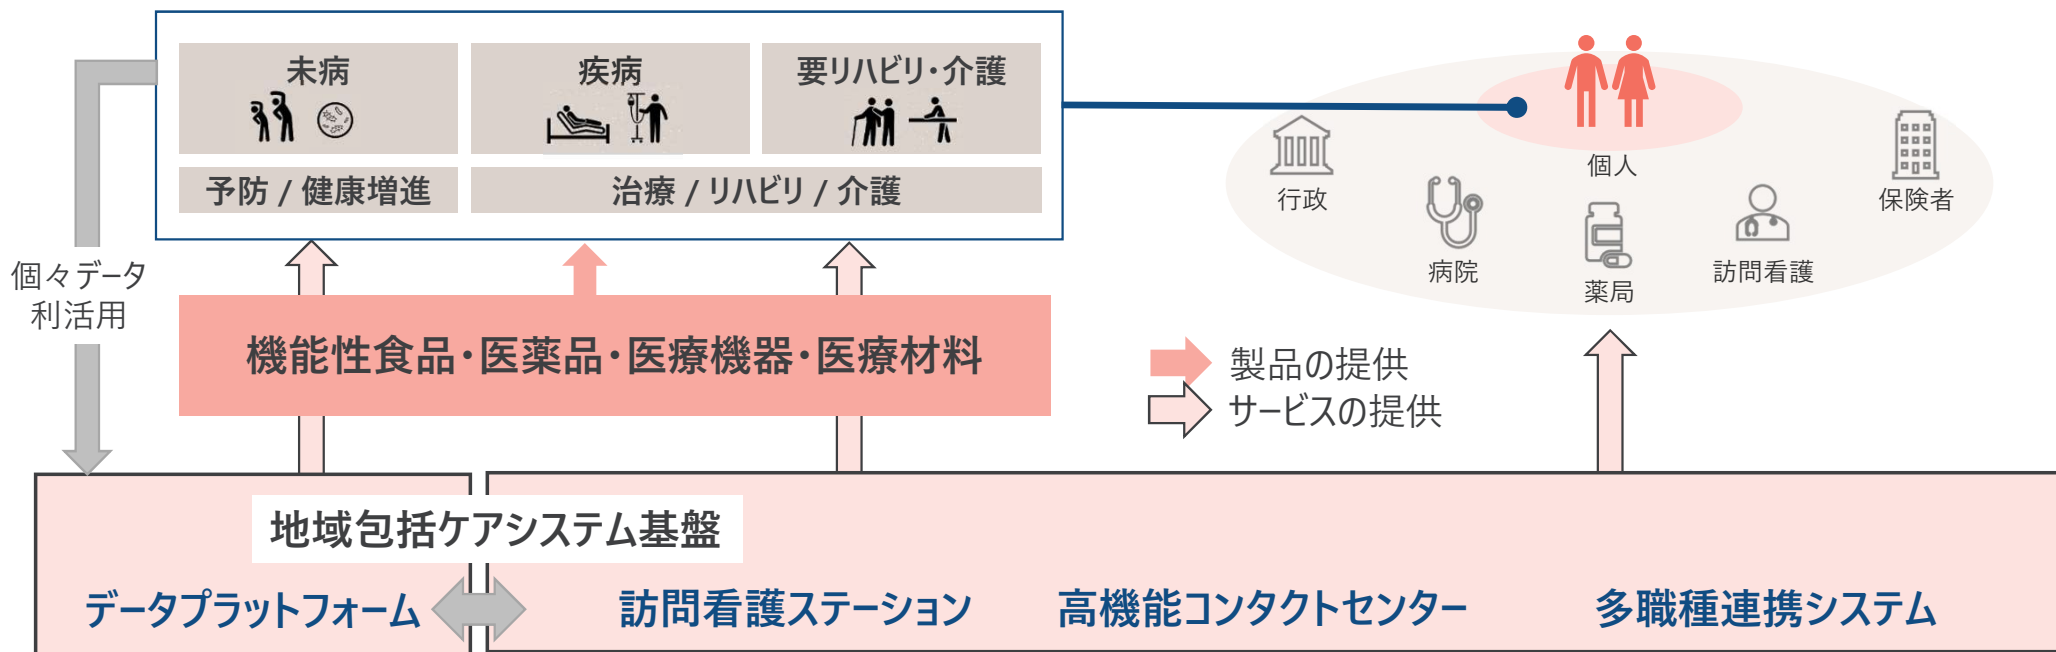 未病
疾病
要リハビリ・介護
予防 / 健康増進
治療 / リハビリ / 介護
個人
行政
保険者
病院
薬局
訪問看護
個々データ
利活用
機能性食品・医薬品・医療機器・医療材料
製品の提供
サービスの提供
地域包括ケアシステム基盤
データプラットフォーム
訪問看護ステーション
高機能コンタクトセンター
多職種連携システム